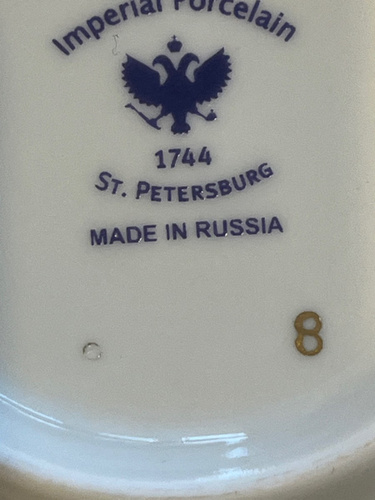 Imperial Porcelain
1744
ST. PETERSBURG
MADE IN RUSSIA
8